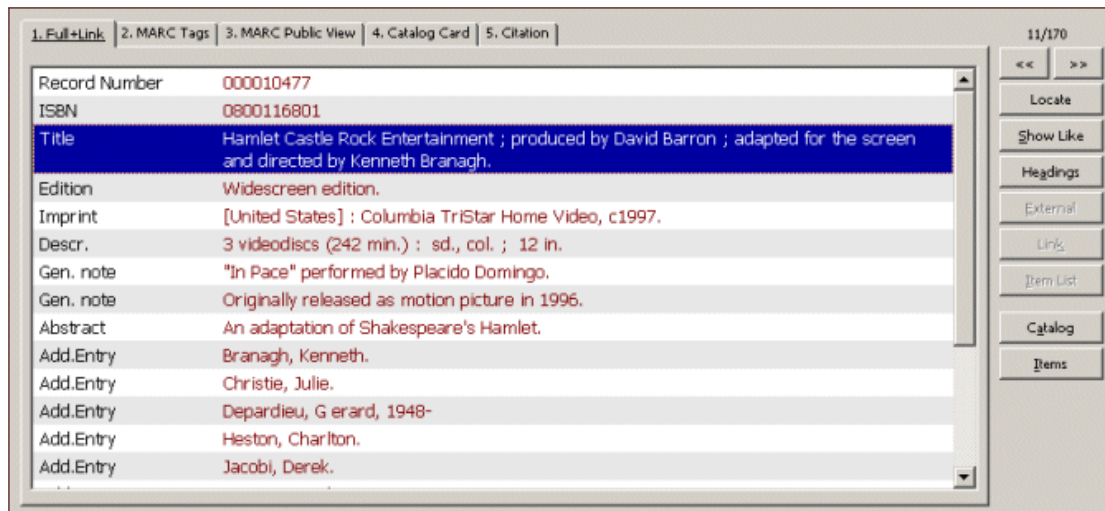 1. Full+Link 2. MARC Tags 3. MARC Public View 4. Catalog Card 5. Citation
11/170
<< >>
Record Number 000010477
ISBN 0800116801
Title Hamlet Castle Rock Entertainment ; produced by David Barron ; adapted for the screen
and directed by Kenneth Branagh.
Edition Widescreen edition.
Imprint [United States] : Columbia TriStar Home Video, c1997.
Descr. 3 videodiscs (242 min.) : sd., col. ; 12 in.
Gen. note "In Pace" performed by Placido Domingo.
Gen. note Originally released as motion picture in 1996.
Abstract An adaptation of Shakespeare's Hamlet.
Add.Entry Branagh, Kenneth.
Add.Entry Christie, Julie.
Add.Entry Depardieu, G erard, 1948-
Add.Entry Heston, Charlton.
Add.Entry Jacobi, Derek.
Locate
Show Like
Headings
External
Link
Item List
Catalog
Items